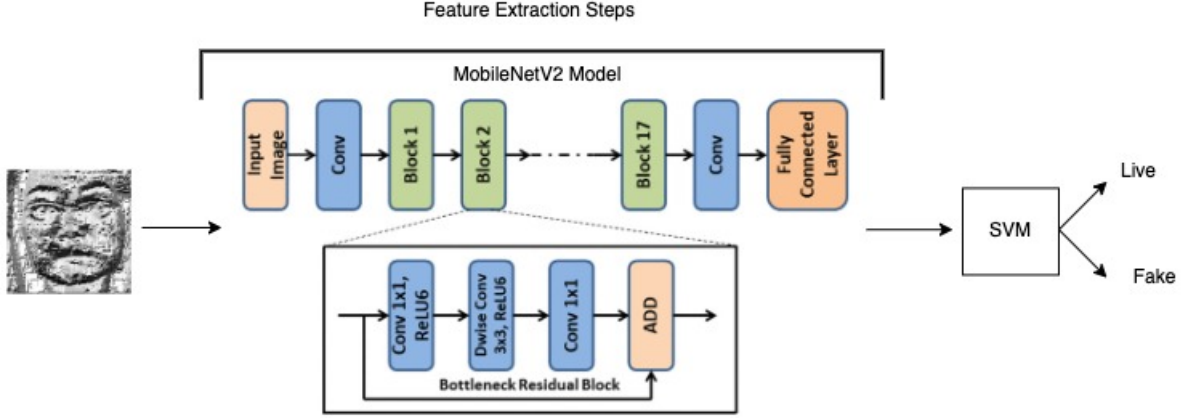 Feature Extraction Steps
MobileNetV2 Model
Input
Image
Conv
Block 1
Block 2
Block 17
Conv
Fully
Connected
Layer
Live
SVM
Fake
Conv 1x1,
ReLU6
Dwise Conv
3x3, ReLU6
Conv 1x1
ADD
Bottleneck Residual Block